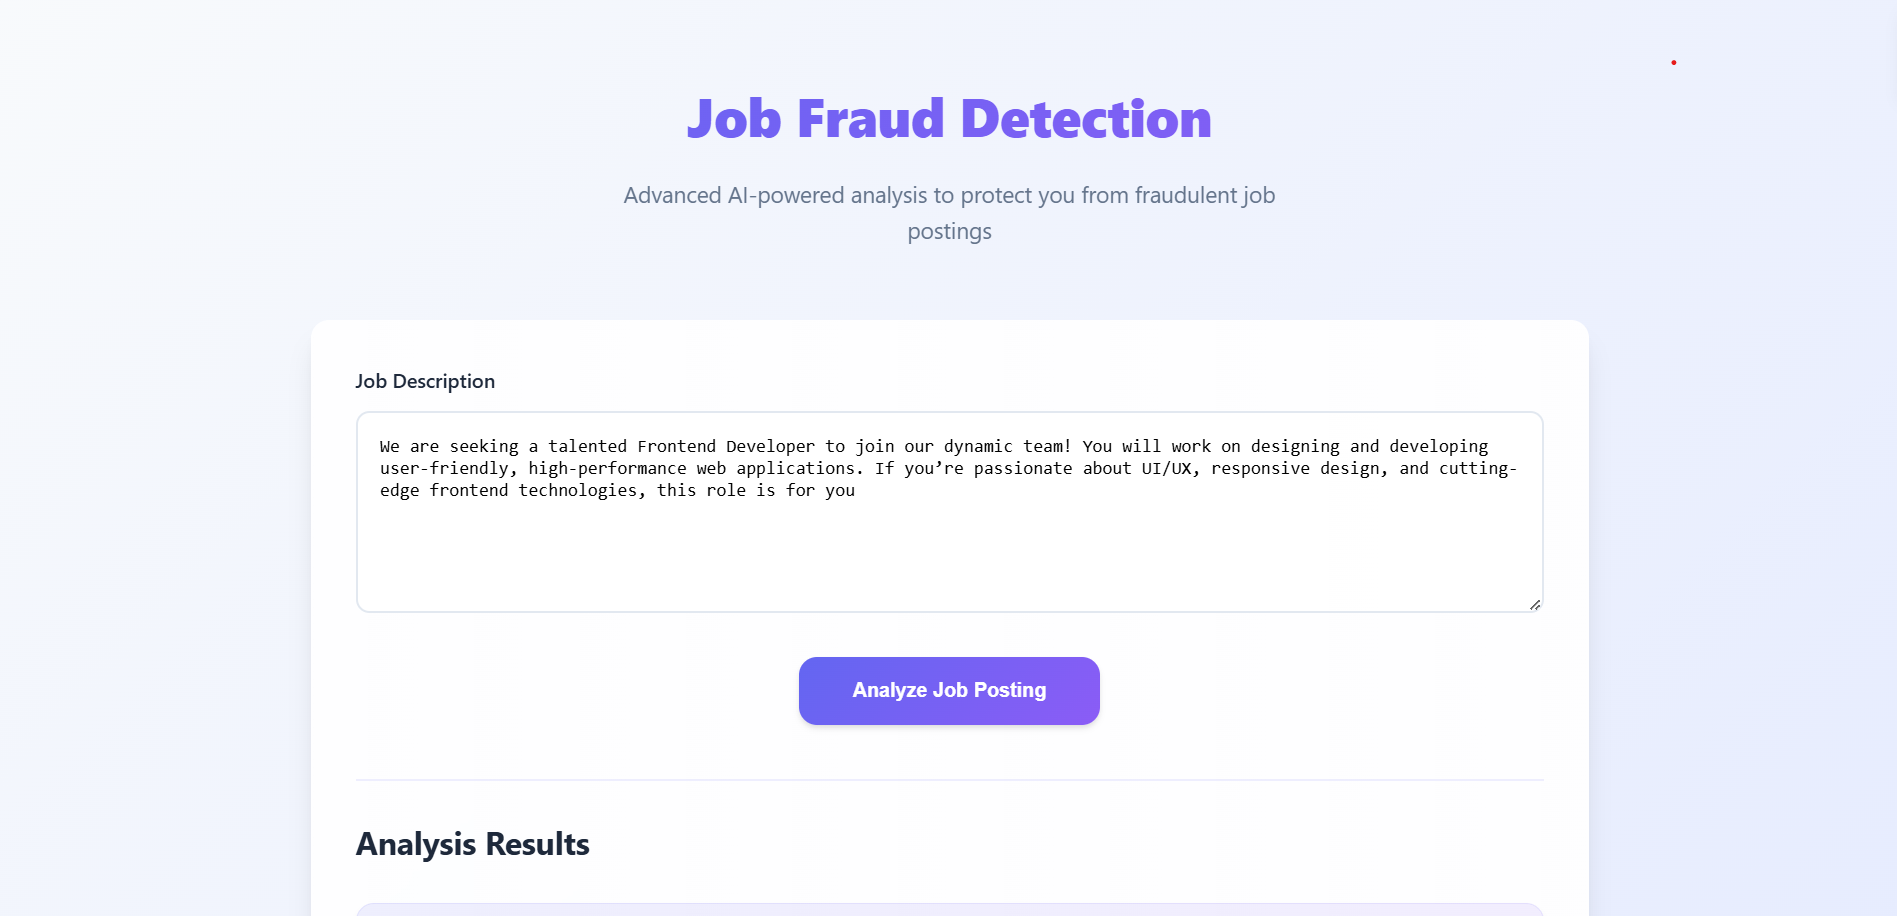 Job Fraud Detection
Advanced AI-powered analysis to protect you from fraudulent job
postings
Job Description
We are seeking a talented Frontend Developer to join our dynamic team! You will work on designing and developing
user-friendly, high-performance web applications. If you’re passionate about UI/UX, responsive design, and cutting-
edge frontend technologies, this role is for you
Analyze Job Posting
Analysis Results